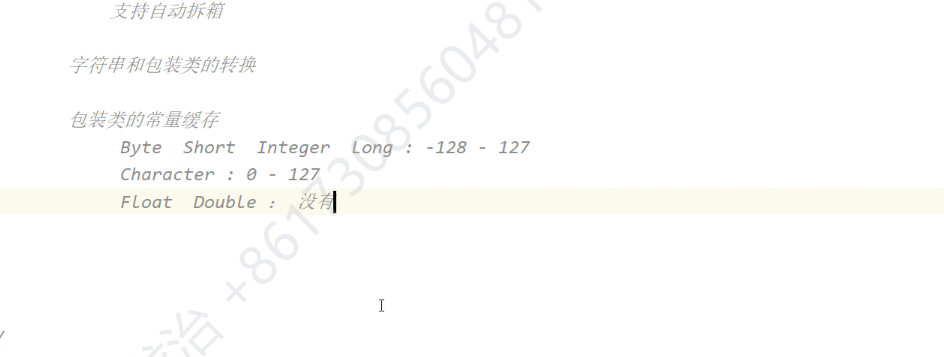 支持自动拆箱
字符串和包装类的转换
包装类的常量缓存
Byte  Short  Integer  Long : -128 - 127
Character : 0 - 127
Float  Double :  没有
治 +8617308560481